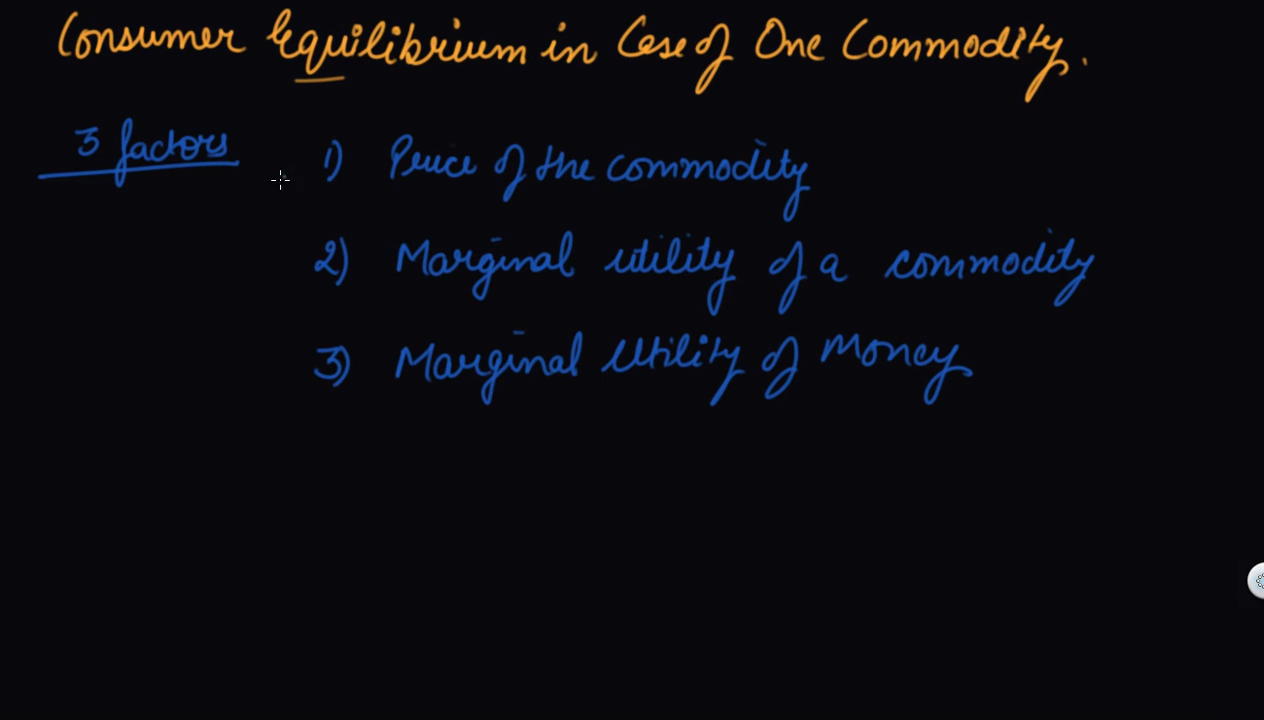 Consumer Equilibrium in Case of One Commodity.
3 factors
1) Price of the commodity
2) Marginal utility of a commodity
3) Marginal Utility of Money